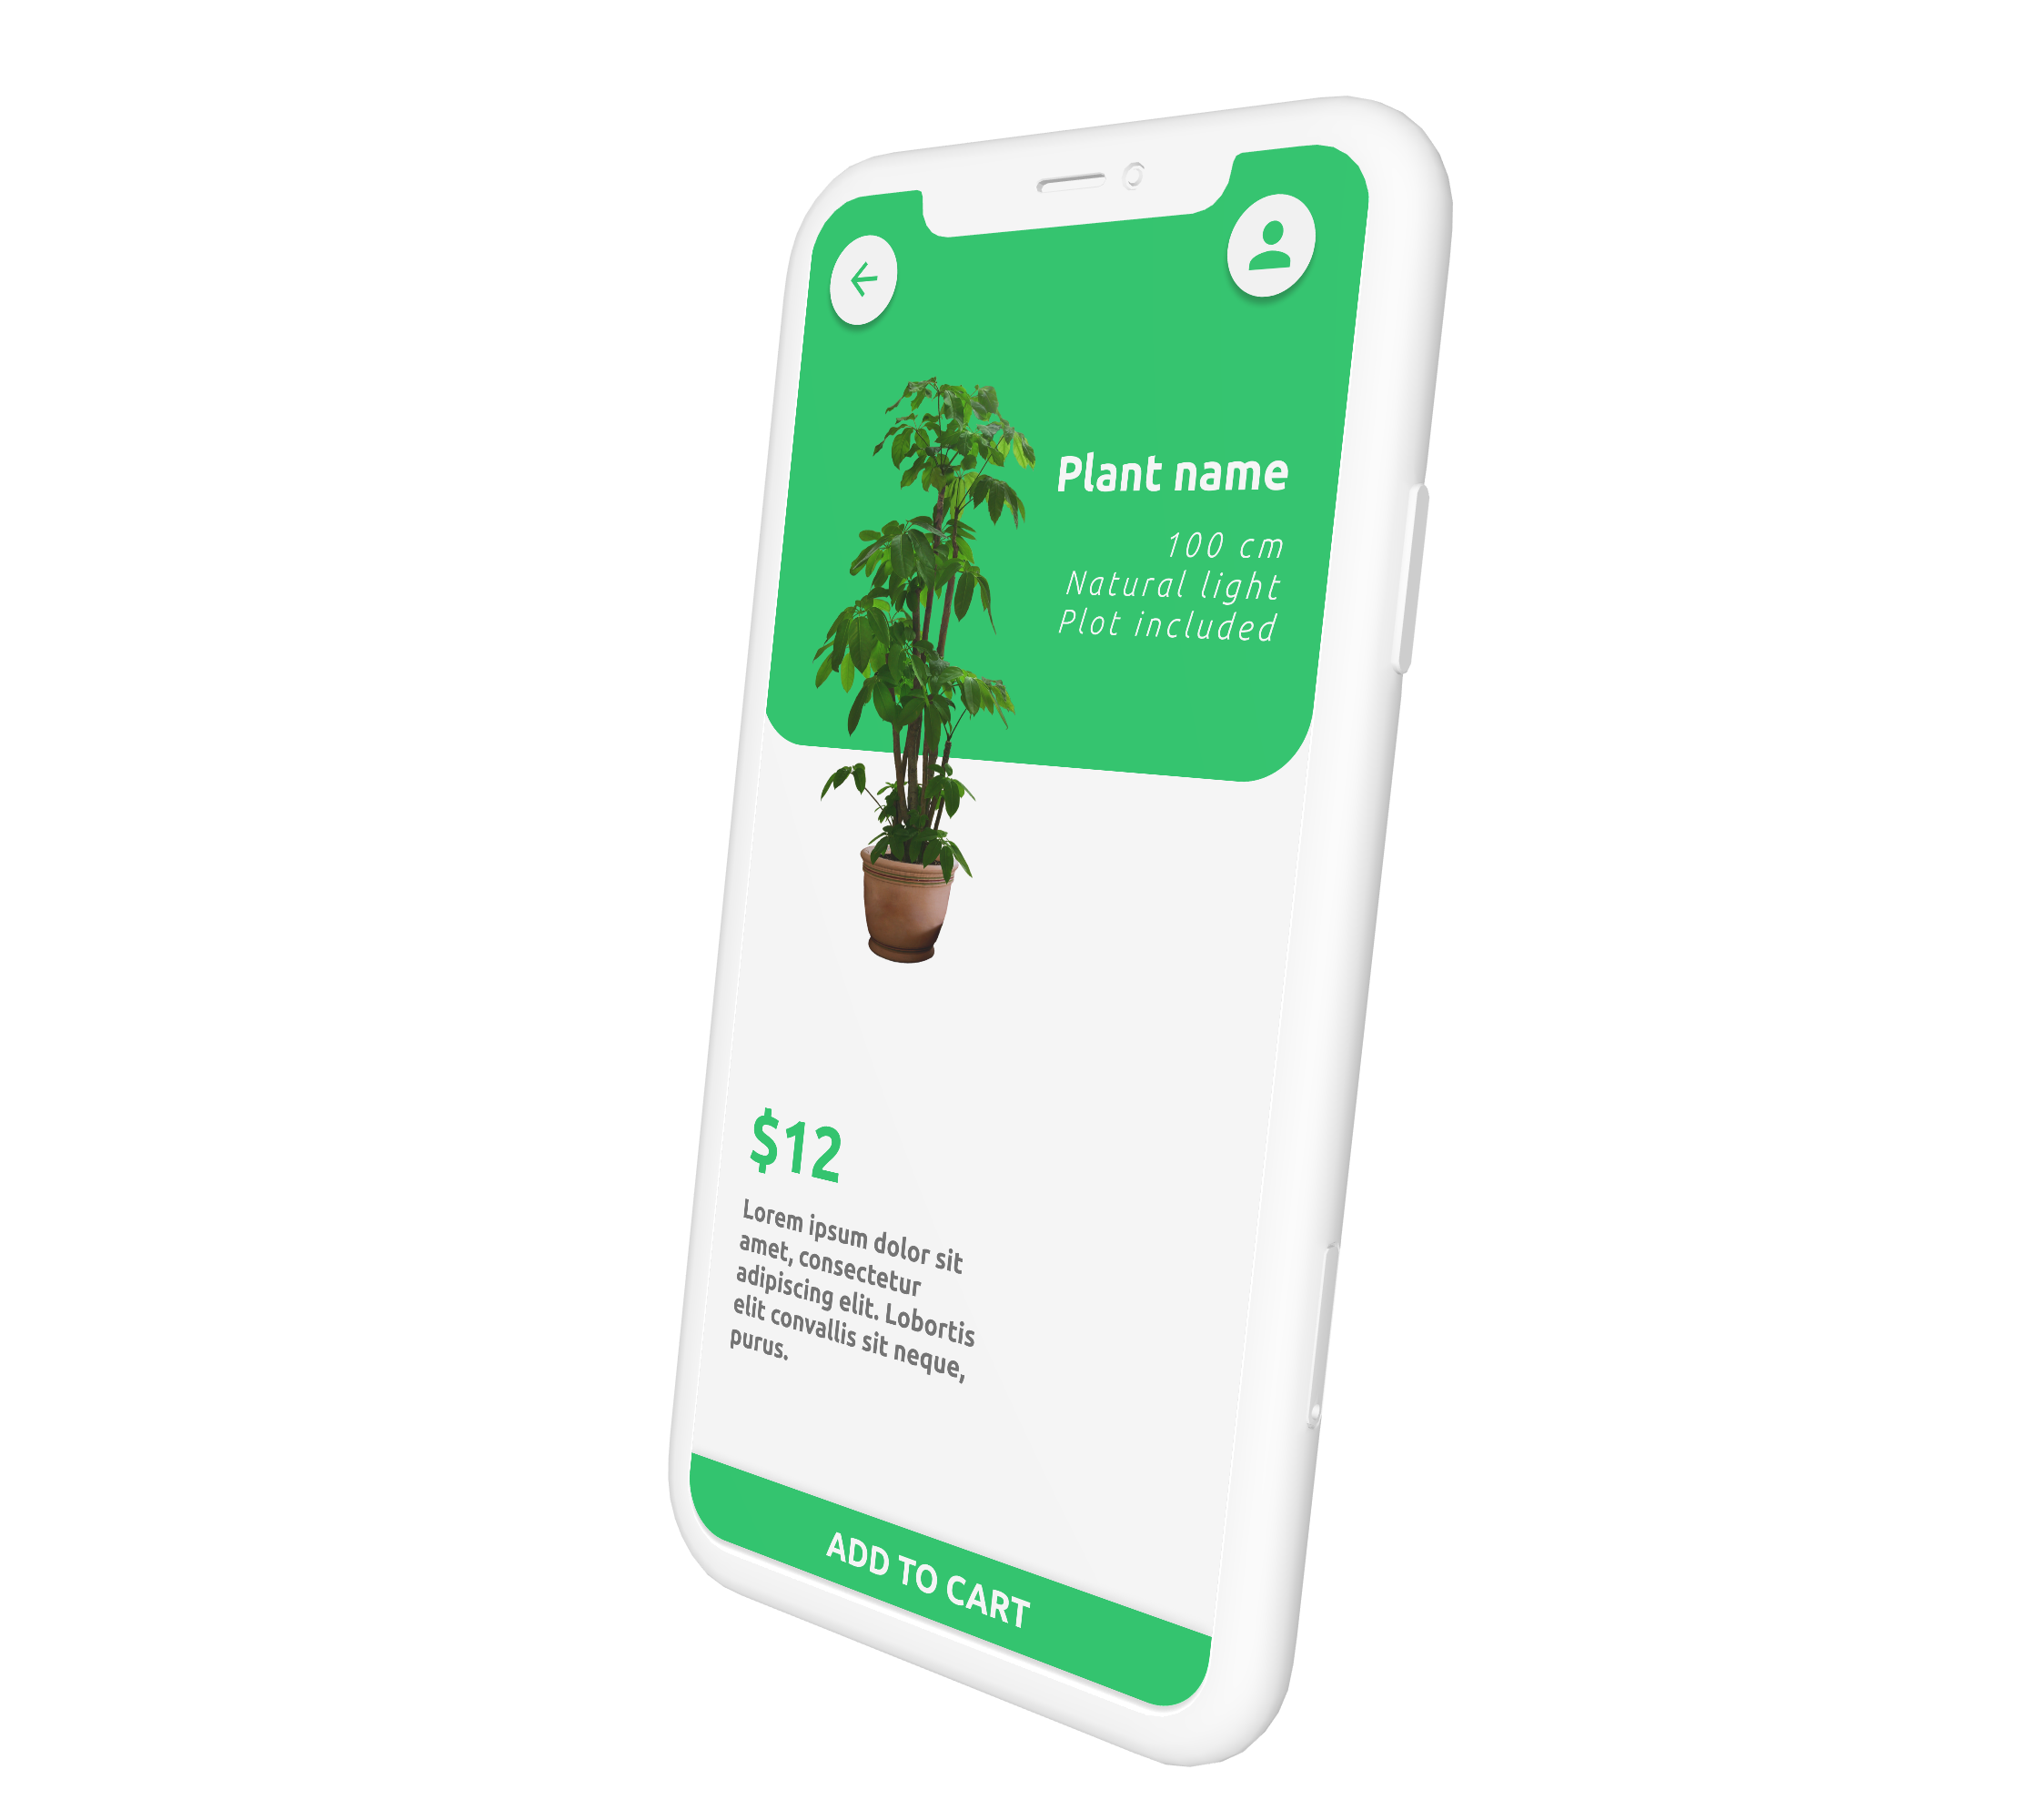 Plant name
100 cm
Natural light
Plot included
$12
Lorem ipsum dolor sit
amet, consectetur
adipiscing elit. Lobortis
elit convallis sit neque,
purus.
ADD TO CART